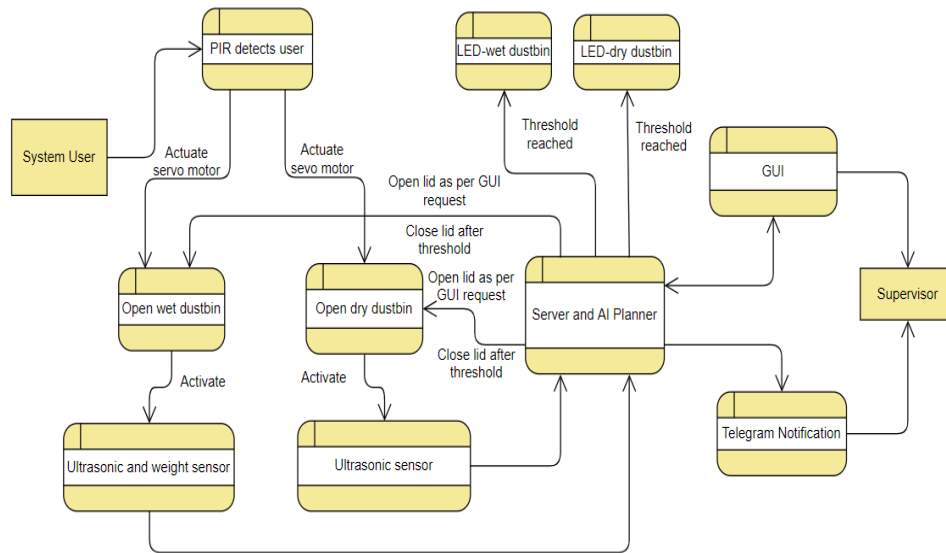 PIR detects user
LED-wet dustbin
LED-dry dustbin
System User
Actuate
servo motor
Actuate
servo motor
Threshold
reached
Threshold
reached
GUI
Open lid as per GUI
request
Close lid after
threshold
Open wet dustbin
Open dry dustbin
Open lid as per
GUI request
Server and AI Planner
Supervisor
Close lid after
threshold
Activate
Activate
Telegram Notification
Ultrasonic and weight sensor
Ultrasonic sensor